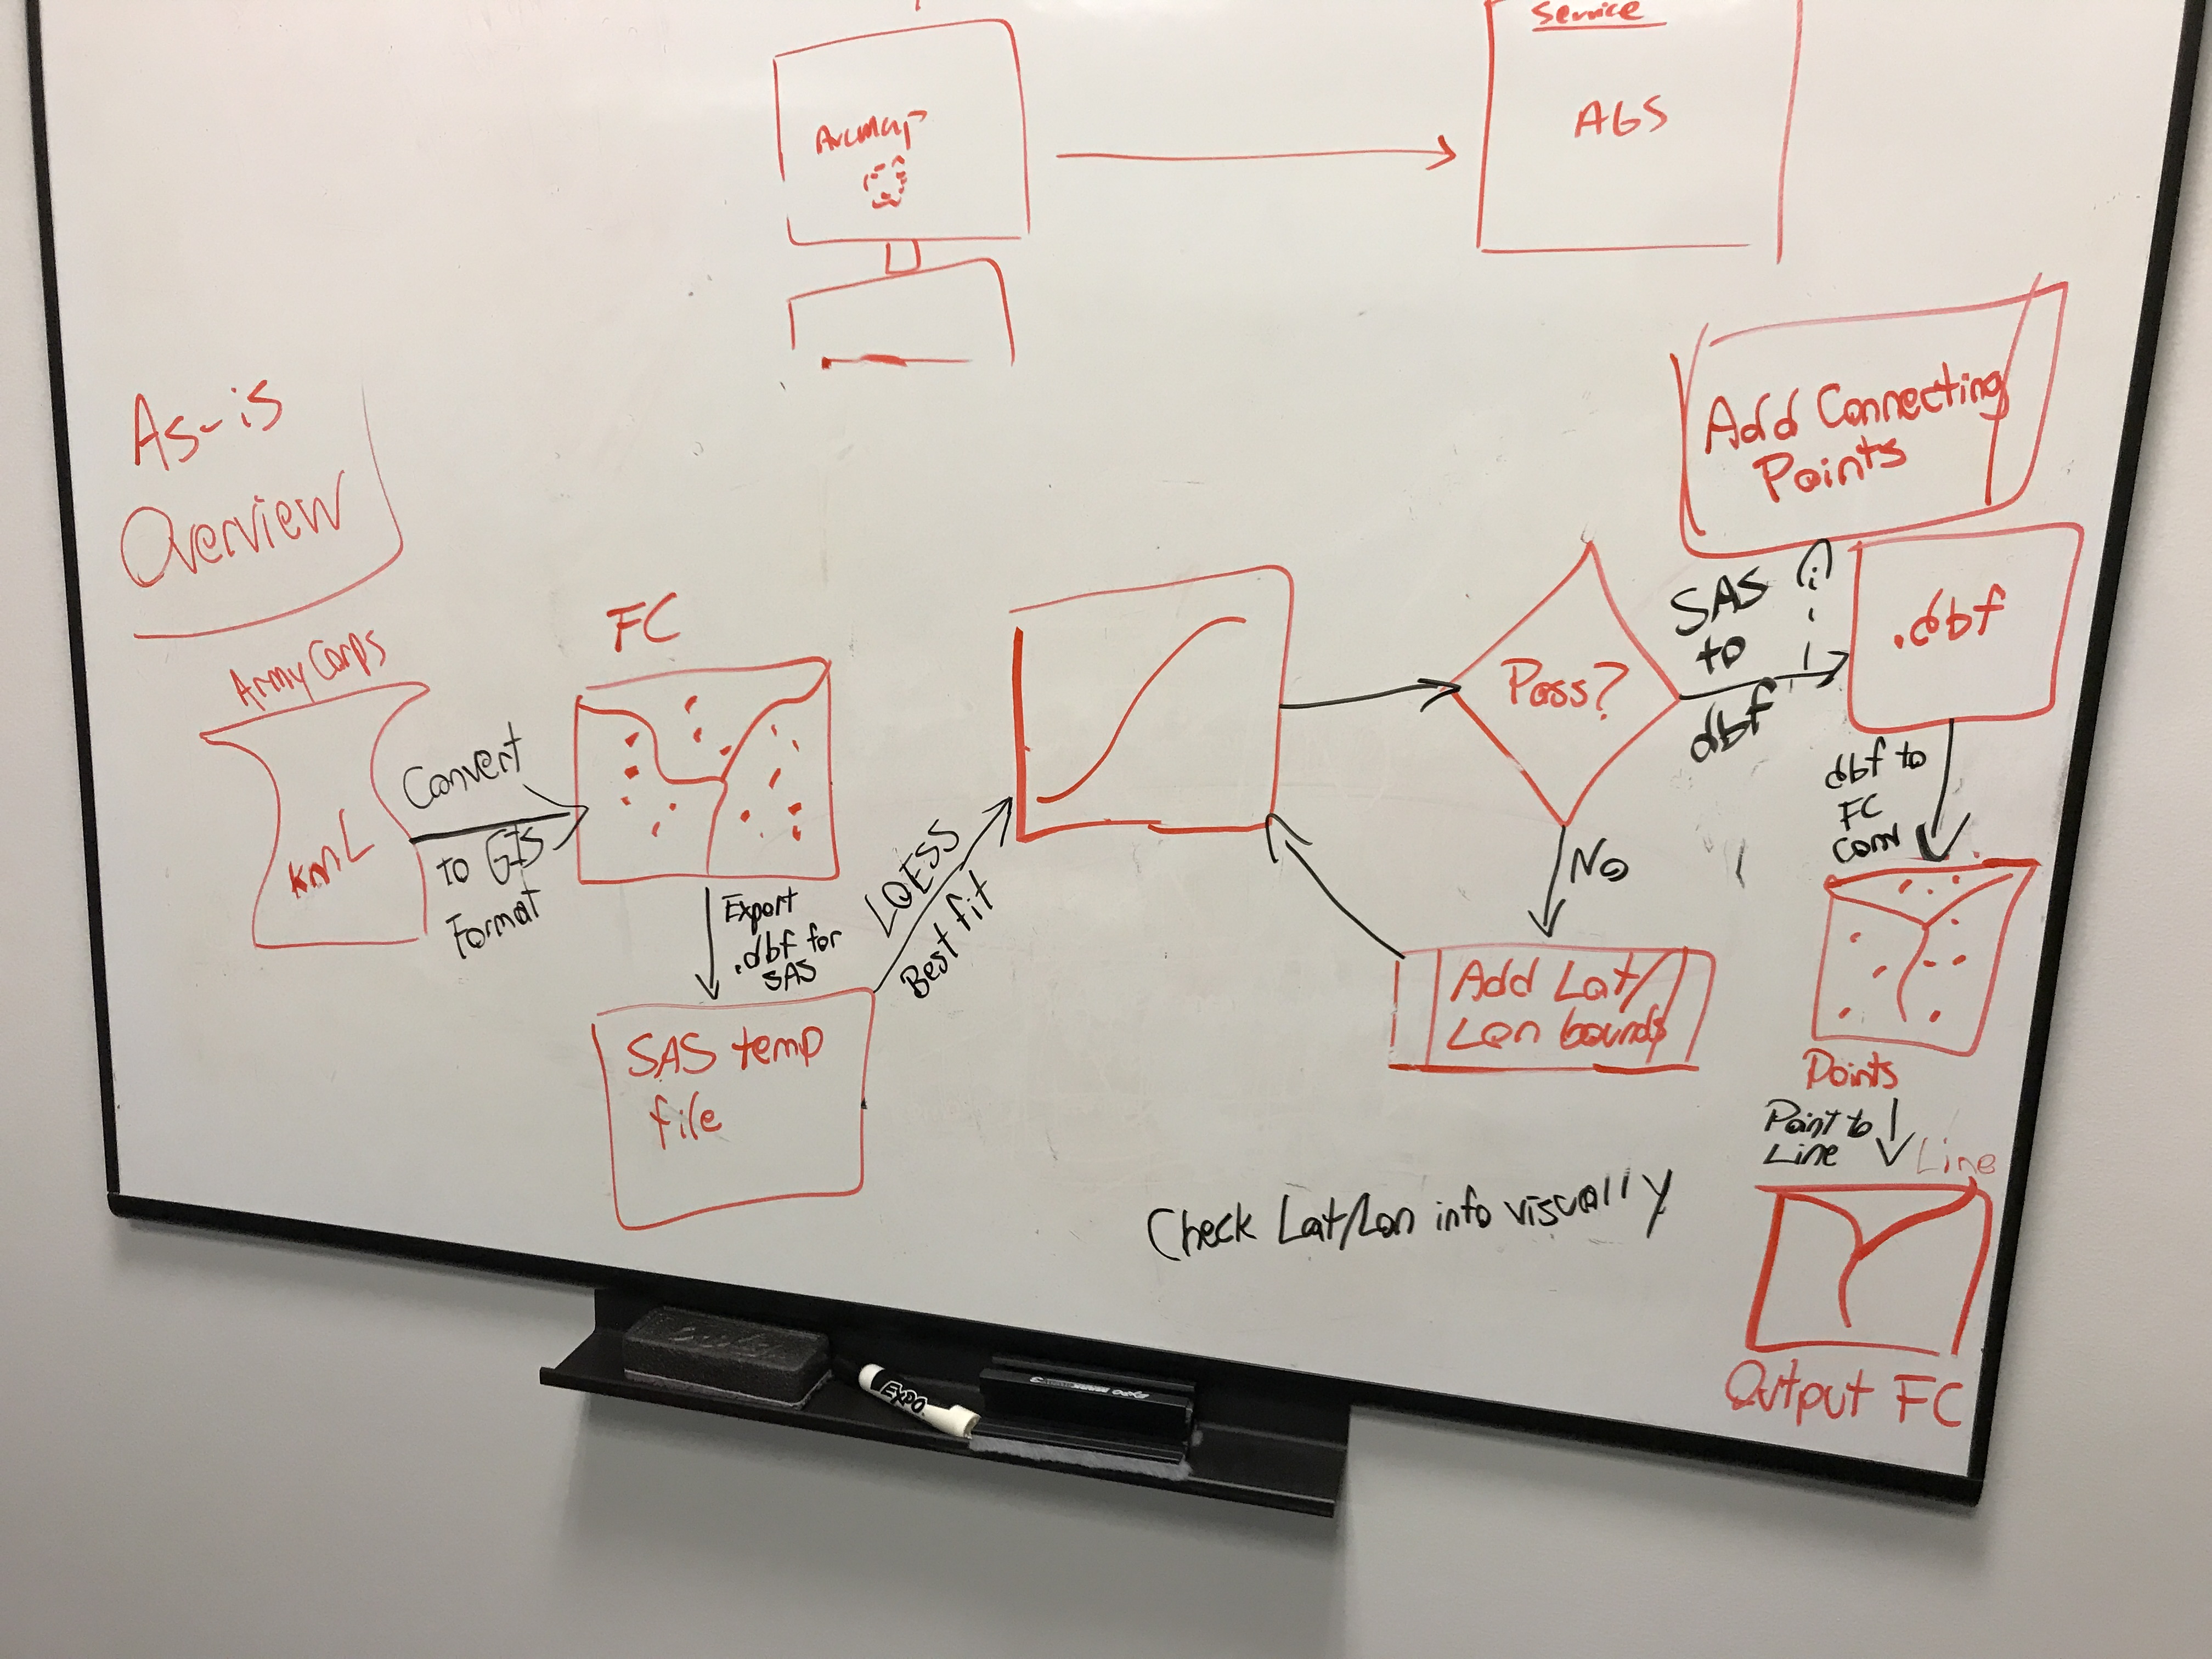 Service
ArcMap
AGS
As-is
Overview
Add Connecting
Points
Army Corps
kmL
Convert
to GIS
Format
FC
Export
.dbf for
SAS
SAS temp
file
LOESS
Best fit
Pass?
No
Add Lat/
Lon bounds
SAS
to
dbf
.dbf
dbf to
FC
conv
Points
Point to
Line
Line
Output FC
Check Lat/Lon info visually
EXPO